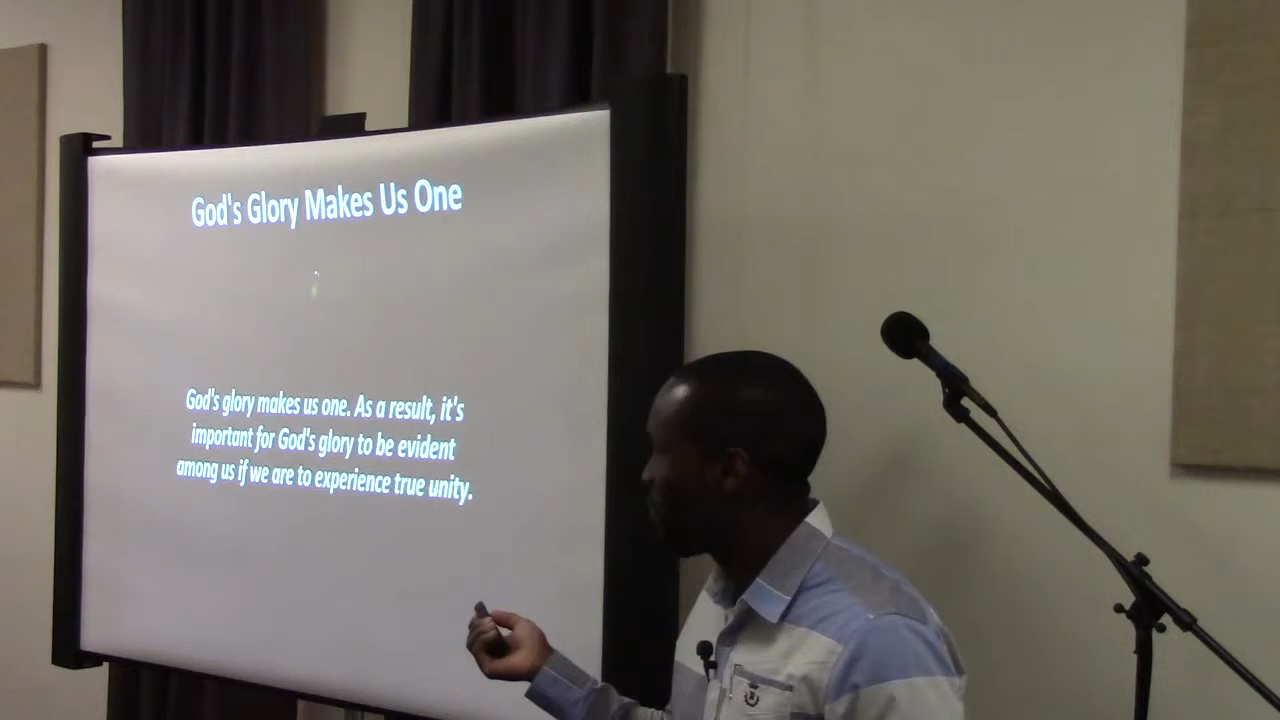 God's Glory Makes Us One
God's glory makes us one. As a result, it's
important for God's glory to be evident
among us if we are to experience true unity.